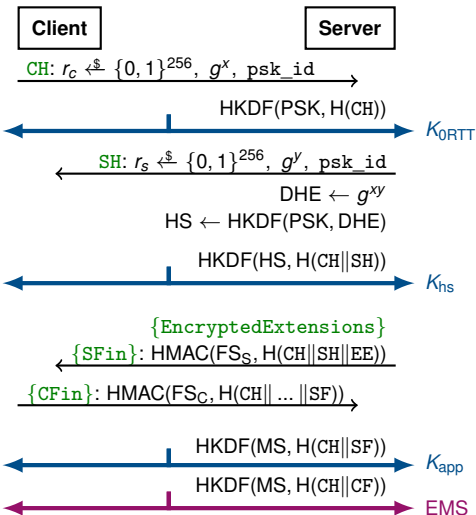 Client Server
CH: r_c ←$ {0, 1}^256, g^x, psk_id
HKDF(PSK, H(CH))
K_0RTT
SH: r_s ←$ {0, 1}^256, g^y, psk_id
DHE ← g^xy
HS ← HKDF(PSK, DHE)
HKDF(HS, H(CH||SH))
K_hs
{EncryptedExtensions}
{SFin}: HMAC(FS_S, H(CH||SH||EE))
{CFin}: HMAC(FS_C, H(CH|| ... ||SF))
HKDF(MS, H(CH||SF))
K_app
HKDF(MS, H(CH||CF))
EMS